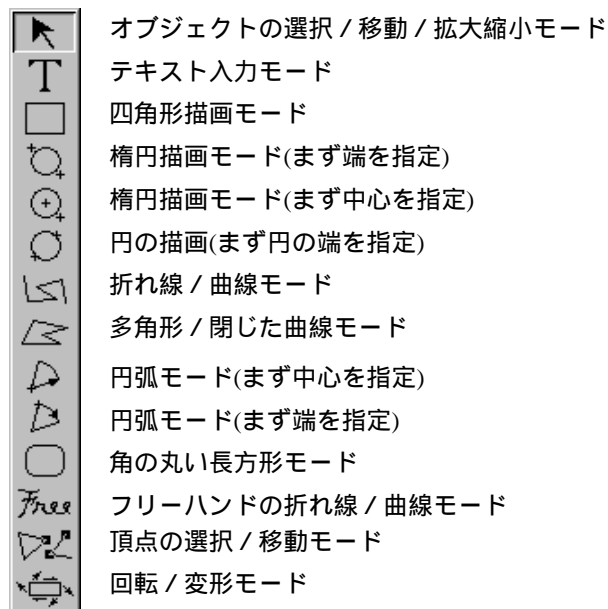 オブジェクトの選択 / 移動 / 拡大縮小モード
T テキスト入力モード
四角形描画モード
楕円描画モード(まず端を指定)
楕円描画モード(まず中心を指定)
円の描画(まず円の端を指定)
折れ線 / 曲線モード
多角形 / 閉じた曲線モード
円弧モード(まず中心を指定)
円弧モード(まず端を指定)
角の丸い長方形モード
Free フリーハンドの折れ線 / 曲線モード
頂点の選択 / 移動モード
回転 / 変形モード